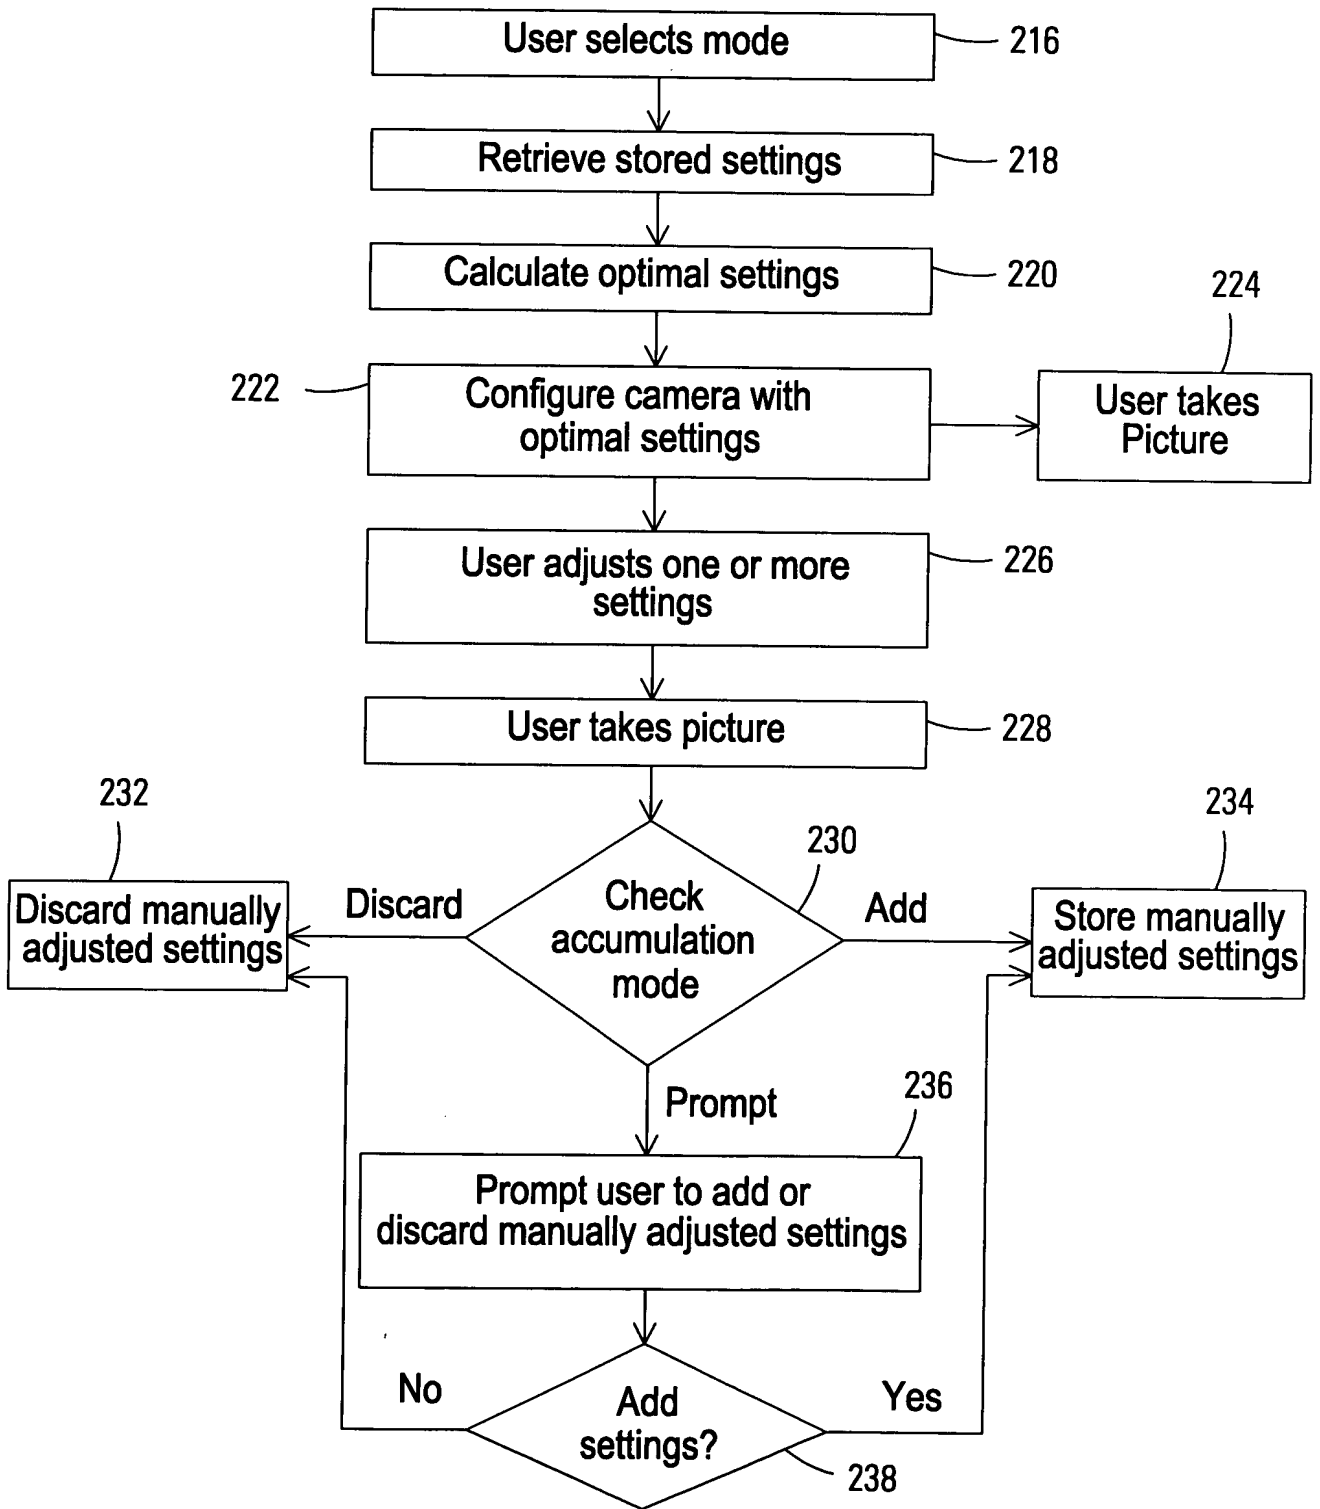 User selects mode
216
Retrieve stored settings
218
Calculate optimal settings
220
224
222
Configure camera with
optimal settings
User takes
Picture
User adjusts one or more
settings
226
User takes picture
228
232
234
230
Discard manually
adjusted settings
Discard
Check
accumulation
mode
Add
Store manually
adjusted settings
Prompt
236
Prompt user to add or
discard manually adjusted settings
No
Add
settings?
Yes
238